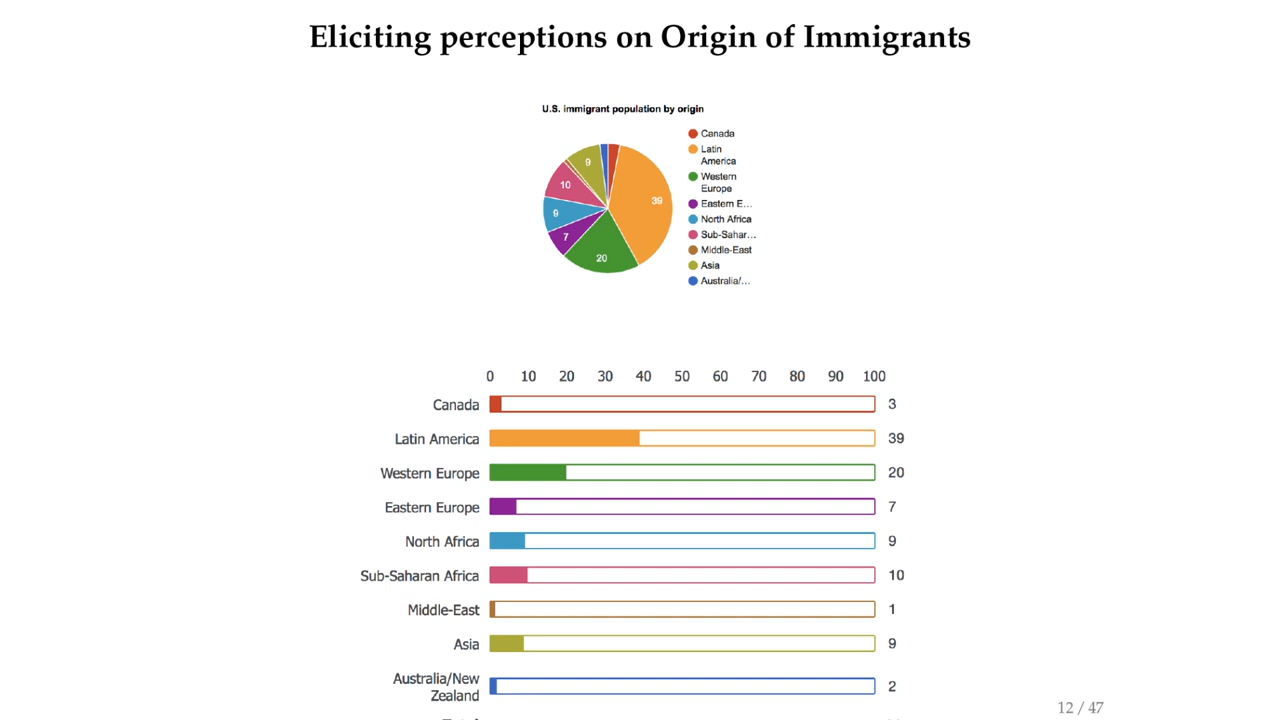 Eliciting perceptions on Origin of Immigrants
U.S. immigrant population by origin
Canada
Latin
America
Western
Europe
Eastern E...
North Africa
Sub-Sahar...
Middle-East
Asia
Australia/...
9
10
9
7
20
39
0 10 20 30 40 50 60 70 80 90 100
Canada 3
Latin America 39
Western Europe 20
Eastern Europe 7
North Africa 9
Sub-Saharan Africa 10
Middle-East 1
Asia 9
Australia/New
Zealand 2
12 / 47